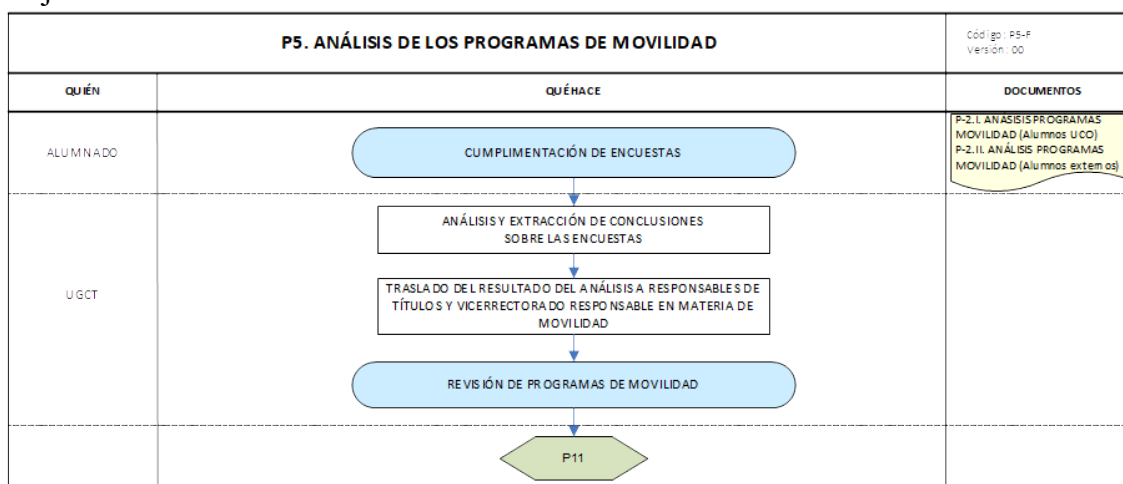 P5. ANÁLISIS DE LOS PROGRAMAS DE MOVILIDAD
Código: P5-F
Versión: 00
QUIÉN
QUÉ HACE
DOCUMENTOS
ALUMNADO
CUMPLIMENTACIÓN DE ENCUESTAS
P-2.I. ANÁSISIS PROGRAMAS
MOVILIDAD (Alumnos UCO)
P-2.II. ANÁLISIS PROGRAMAS
MOVILIDAD (Alumnos externos)
UGCT
ANÁLISIS Y EXTRACCIÓN DE CONCLUSIONES
SOBRE LAS ENCUESTAS
TRASLADO DEL RESULTADO DEL ANÁLISIS A RESPONSABLES DE
TÍTULOS Y VICERRECTORADO RESPONSABLE EN MATERIA DE
MOVILIDAD
REVISIÓN DE PROGRAMAS DE MOVILIDAD
P11